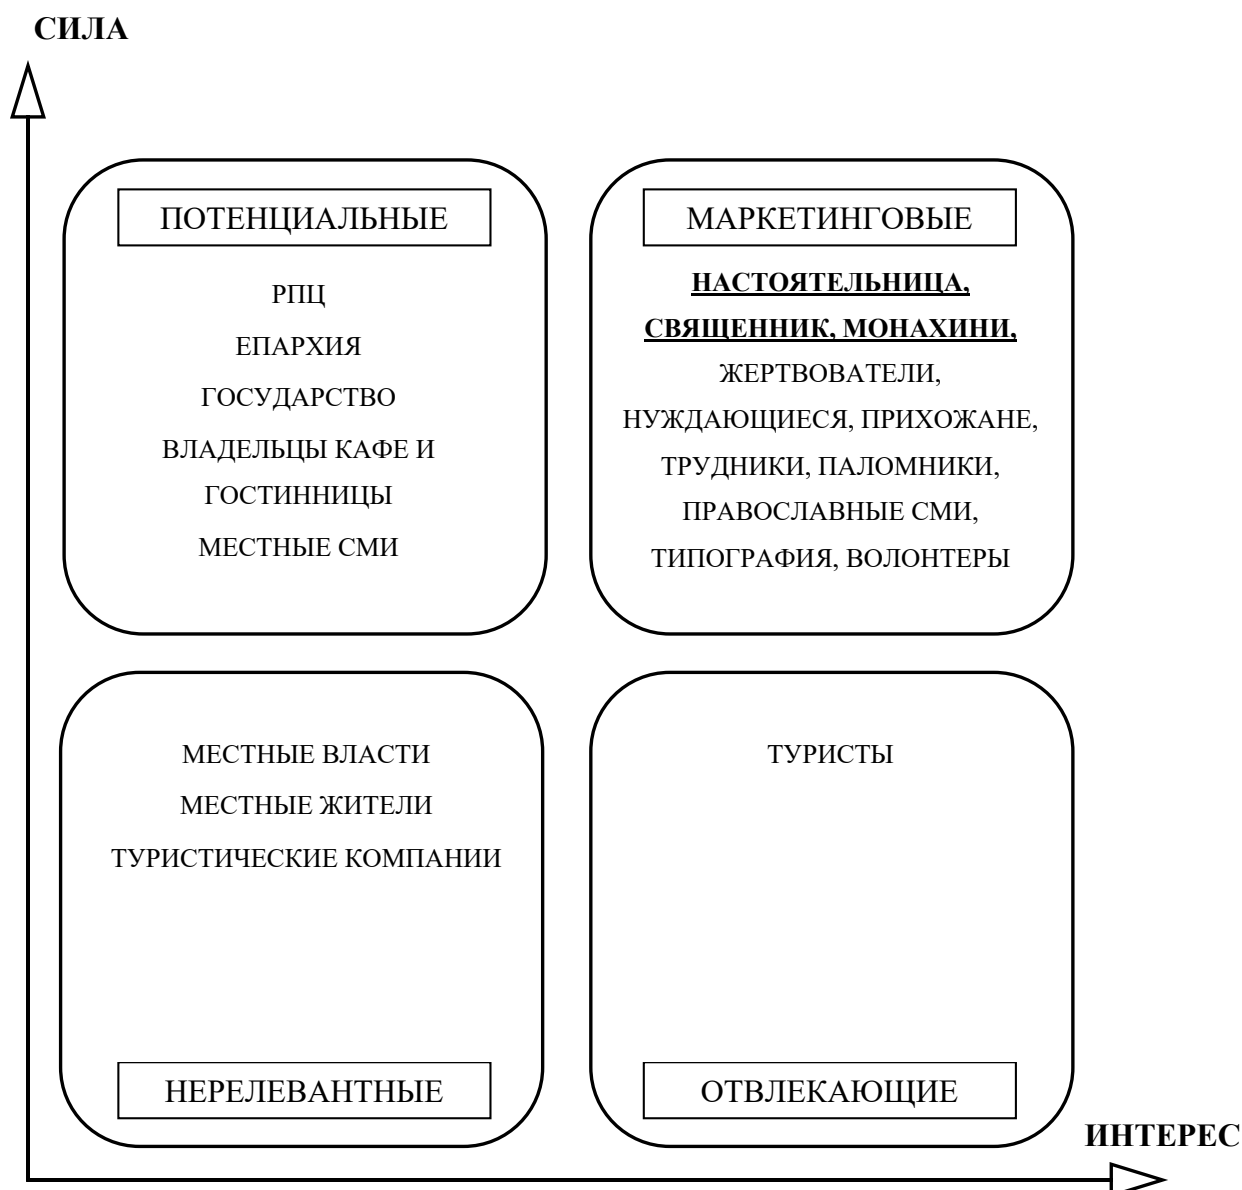 СИЛА
ПОТЕНЦИАЛЬНЫЕ
РПЦ
ЕПАРХИЯ
ГОСУДАРСТВО
ВЛАДЕЛЬЦЫ КАФЕ И
ГОСТИННИЦЫ
МЕСТНЫЕ СМИ
МАРКЕТИНГОВЫЕ
НАСТОЯТЕЛЬНИЦА,
СВЯЩЕННИК, МОНАХИНИ,
ЖЕРТВОВАТЕЛИ,
НУЖДАЮЩИЕСЯ, ПРИХОЖАНЕ,
ТРУДНИКИ, ПАЛОМНИКИ,
ПРАВОСЛАВНЫЕ СМИ,
ТИПОГРАФИЯ, ВОЛОНТЕРЫ
МЕСТНЫЕ ВЛАСТИ
МЕСТНЫЕ ЖИТЕЛИ
ТУРИСТИЧЕСКИЕ КОМПАНИИ
НЕРЕЛЕВАНТНЫЕ
ТУРИСТЫ
ОТВЛЕКАЮЩИЕ
ИНТЕРЕС